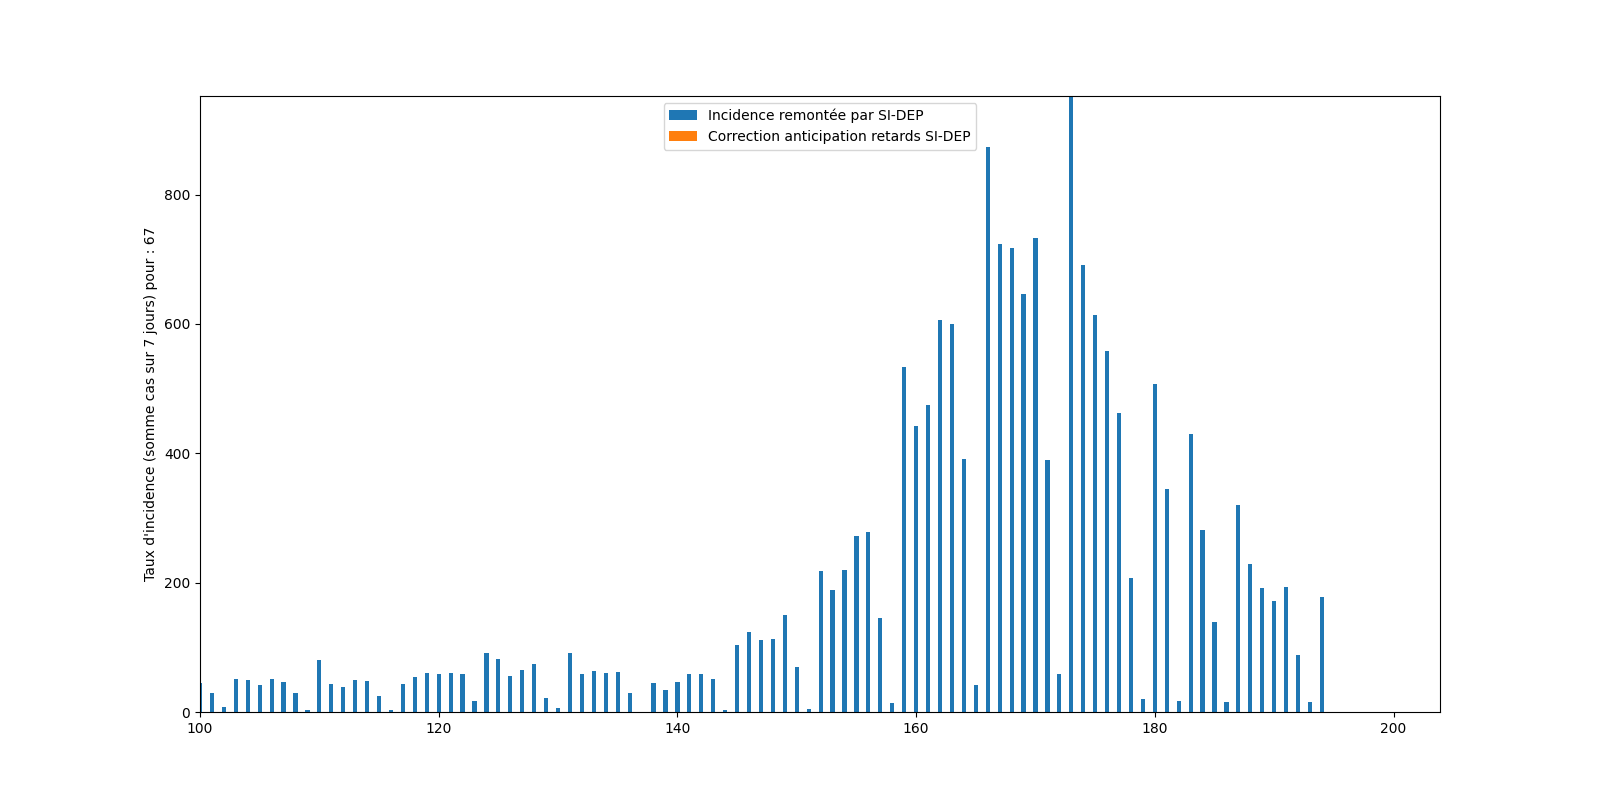 Incidence remontée par SI-DEP
Correction anticipation retards SI-DEP
Taux d'incidence (somme cas sur 7 jours) pour : 67
800
600
400
200
0
100 120 140 160 180 200